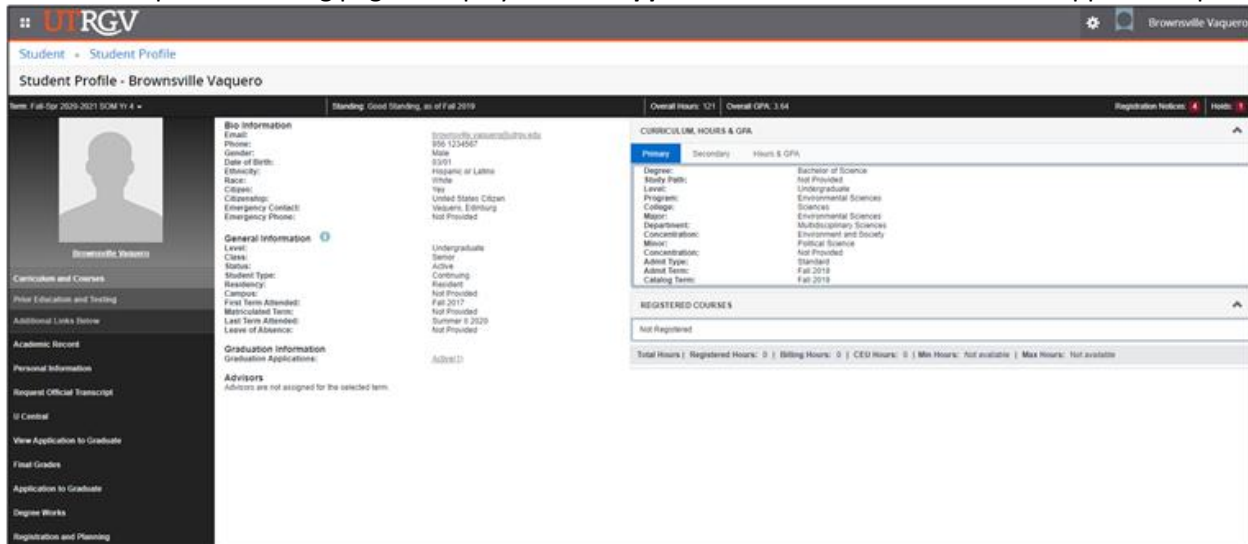 UTRGV
Brownsville Vaquero
Student • Student Profile
Student Profile - Brownsville Vaquero
Term: Fall-Spr 2020-2021 SOM Yr 4
Standing: Good Standing, as of Fall 2019
Overall Hours: 121
Overall GPA: 3.64
Registration Notices: 4
Holds: 1
Brownsville Vaquero
Curriculum and Courses
Prior Education and Testing
Additional Links Below
Academic Record
Personal Information
Request Official Transcript
U Central
View Application to Graduate
Final Grades
Application to Graduate
Degree Works
Registration and Planning
Bio Information
Email: brownsville.vaquero@utrgv.edu
Phone: 956 1234567
Gender: Male
Date of Birth: 03/01
Ethnicity: Hispanic or Latino
Race: White
Citizen: Yes
Citizenship: United States Citizen
Emergency Contact: Vaquero, Edinburg
Emergency Phone: Not Provided
General Information
Level: Undergraduate
Class: Senior
Status: Active
Student Type: Continuing
Residency: Resident
Campus: Not Provided
First Term Attended: Fall 2017
Matriculated Term: Not Provided
Last Term Attended: Summer II 2020
Leave of Absence: Not Provided
Graduation Information
Graduation Applications: Active(1)
Advisors
Advisors are not assigned for the selected term.
CURRICULUM, HOURS & GPA
Primary Secondary Hours & GPA
Degree: Bachelor of Science
Study Path: Not Provided
Level: Undergraduate
Program: Environmental Sciences
College: Sciences
Major: Environmental Sciences
Department: Multidisciplinary Sciences
Concentration: Environment and Society
Minor: Political Science
Concentration: Not Provided
Admit Type: Standard
Admit Term: Fall 2018
Catalog Term: Fall 2018
REGISTERED COURSES
Not Registered
Total Hours | Registered Hours: 0 | Billing Hours: 0 | CEU Hours: 0 | Min Hours: Not available | Max Hours: Not available